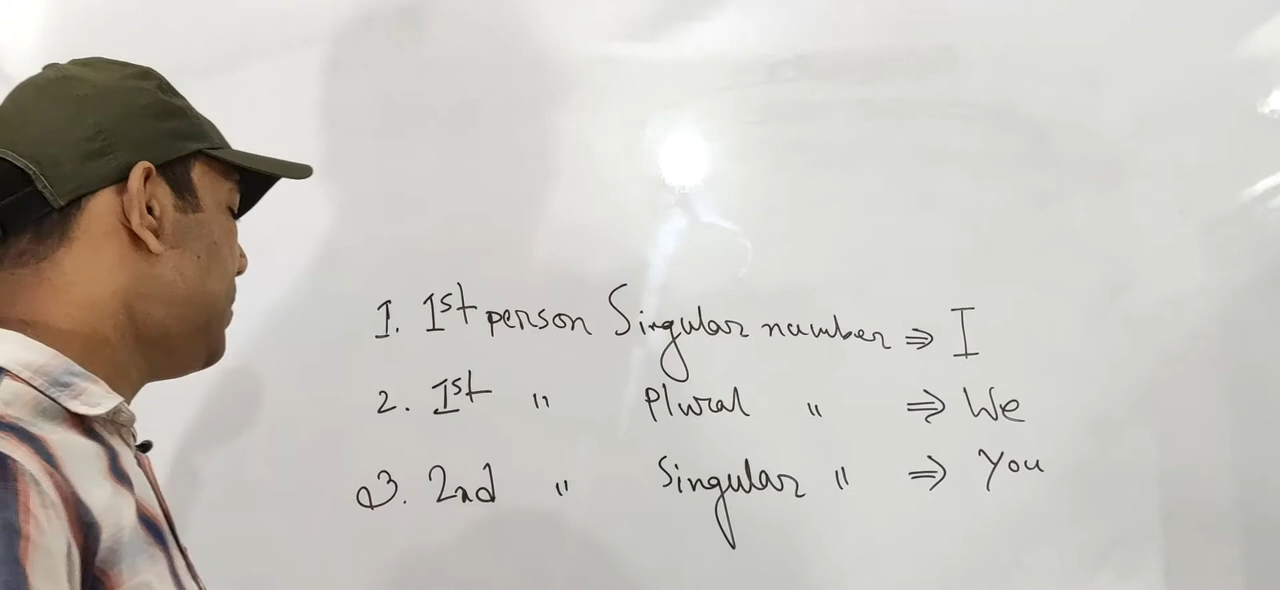 1. 1st person Singular number ⇒ I
2. 1st " Plural " ⇒ We
3. 2nd " Singular " ⇒ You